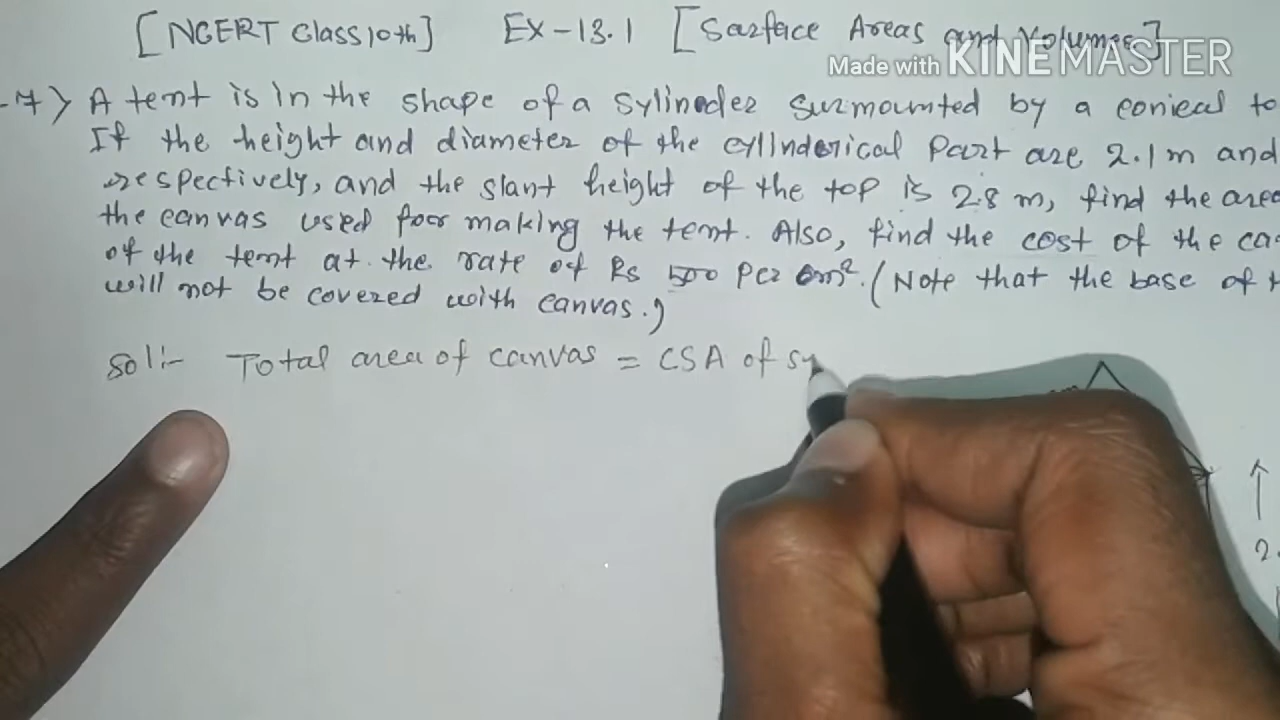 [NCERT Class 10th] EX-13.1 [Surface Areas and Volumes]
Made with KINEMASTER
-7) A tent is in the shape of a Sylinder surmounted by a conical to
If the height and diameter of the cylinderical Part are 2.1 m and
respectively, and the slant height of the top is 2.8 m, find the area
the canvas used foor making the tent. Also, find the cost of the ca
of the tent at the rate of Rs 500 Per m². (Note that the base of t
will not be covered with canvas.)
Sol:- Total area of canvas = CSA of sy
2.